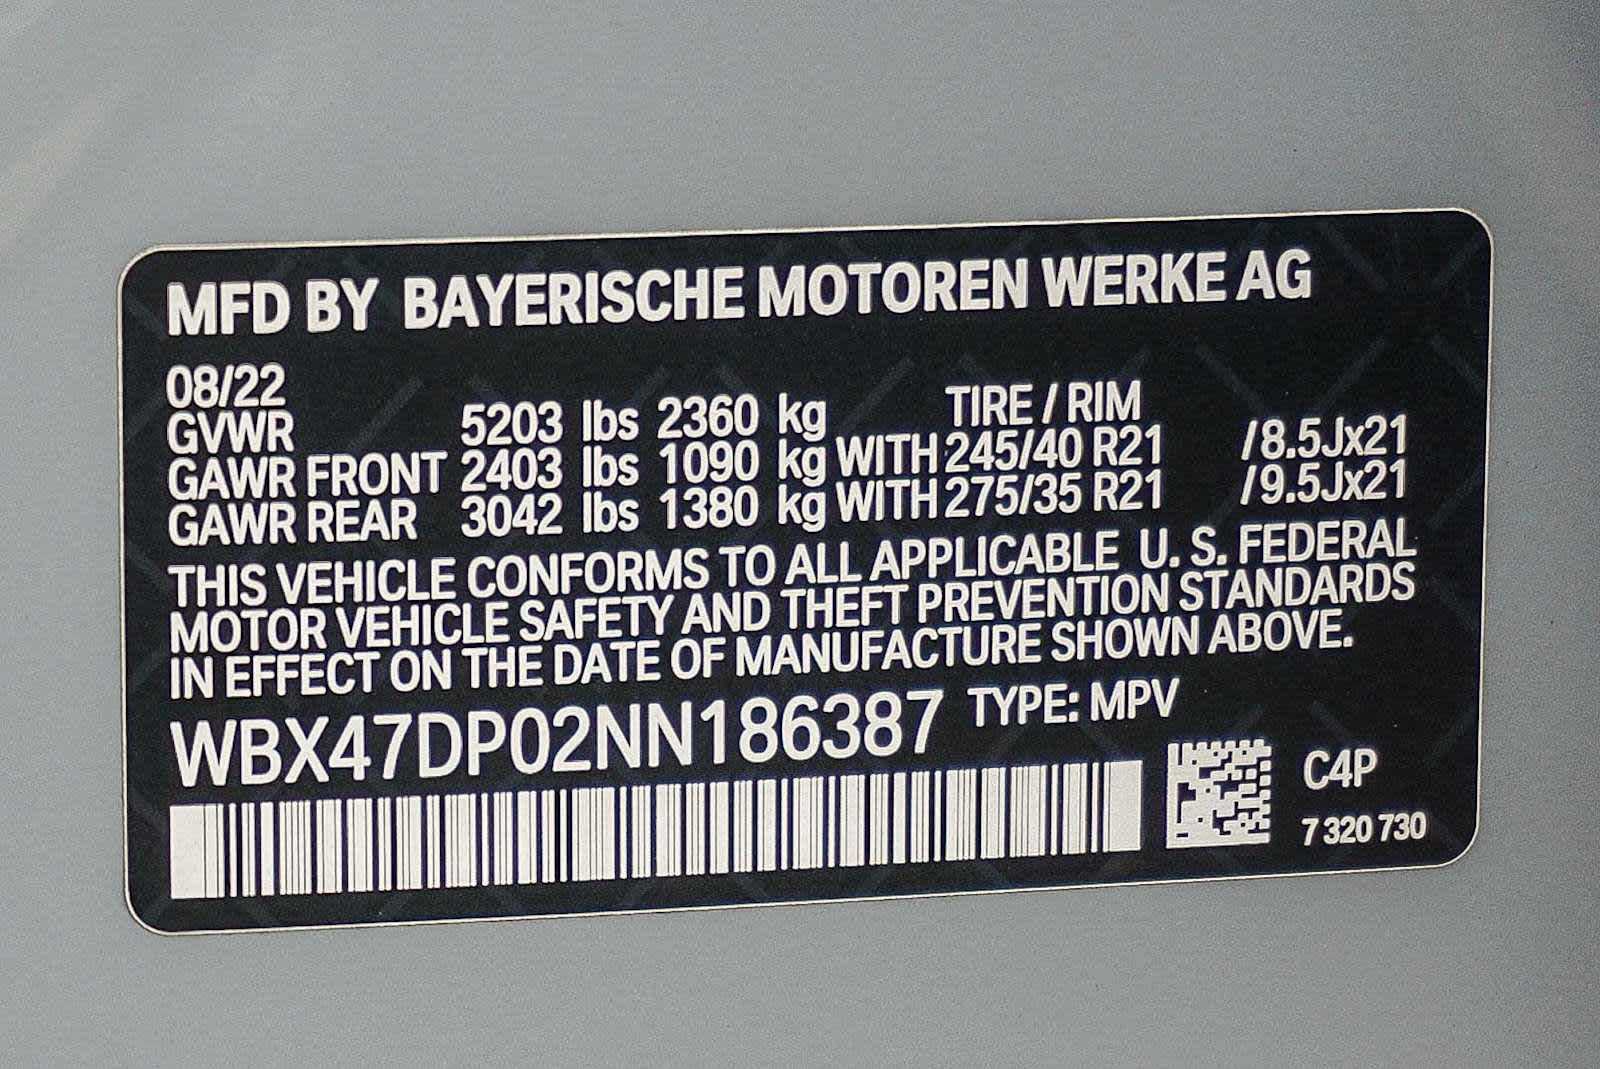 MFD BY BAYERISCHE MOTOREN WERKE AG
08/22
TIRE / RIM
GVWR 5203 lbs 2360 kg
GAWR FRONT 2403 lbs 1090 kg WITH 245/40 R21 /8.5Jx21
GAWR REAR 3042 lbs 1380 kg WITH 275/35 R21 /9.5Jx21
THIS VEHICLE CONFORMS TO ALL APPLICABLE U. S. FEDERAL
MOTOR VEHICLE SAFETY AND THEFT PREVENTION STANDARDS
IN EFFECT ON THE DATE OF MANUFACTURE SHOWN ABOVE.
WBX47DP02NN186387 TYPE: MPV
C4P
7 320 730